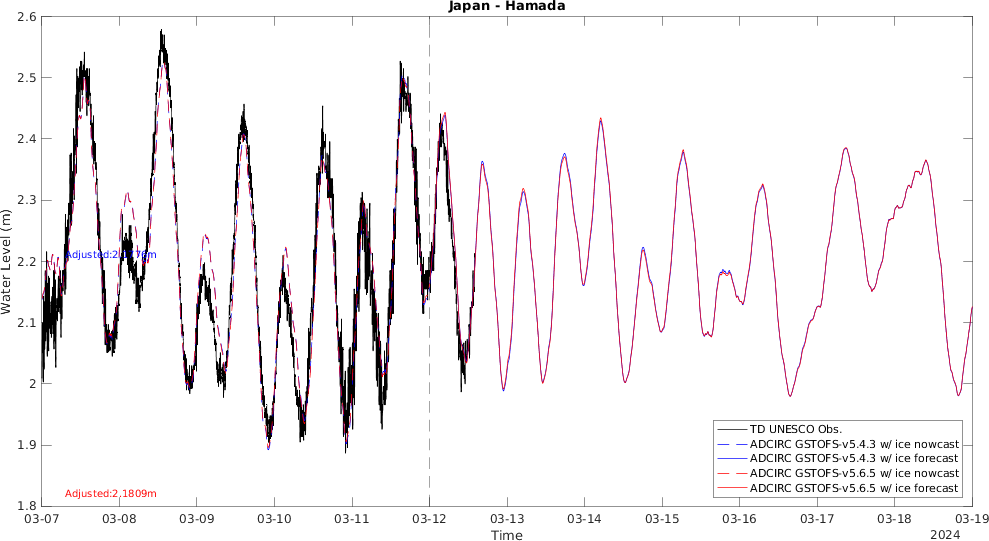 Japan - Hamada
Water Level (m)
2.6
2.5
2.4
2.3
2.2
2.1
2
1.9
1.8
Adjusted:2.1809m
03-07
03-08
03-09
03-10
03-11
03-12
03-13
03-14
03-15
03-16
03-17
03-18
03-19
Time
2024
TD UNESCO Obs.
ADCIRC GSTOFS-v5.4.3 w/ ice nowcast
ADCIRC GSTOFS-v5.4.3 w/ ice forecast
ADCIRC GSTOFS-v5.6.5 w/ ice nowcast
ADCIRC GSTOFS-v5.6.5 w/ ice forecast